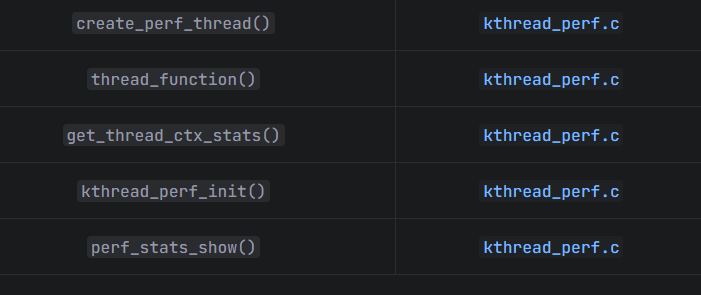 create_perf_thread() kthread_perf.c
thread_function() kthread_perf.c
get_thread_ctx_stats() kthread_perf.c
kthread_perf_init() kthread_perf.c
perf_stats_show() kthread_perf.c